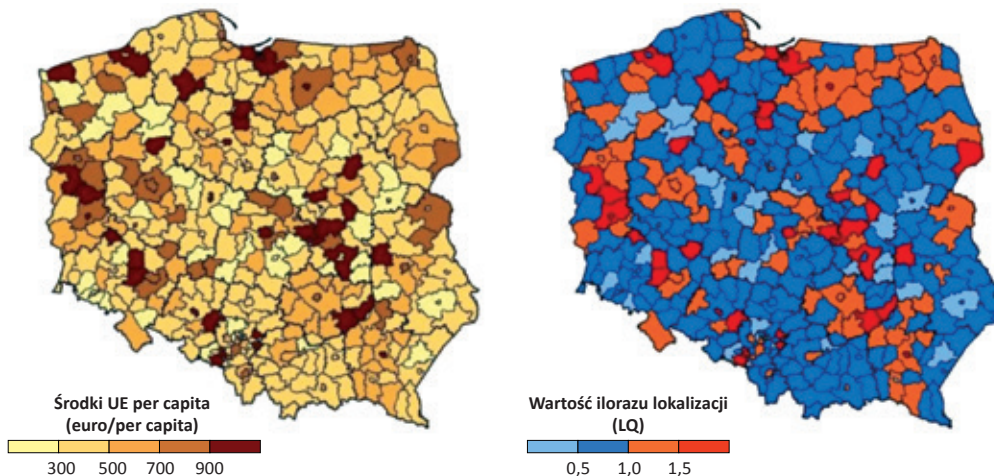 Środki UE per capita
(euro/per capita)
300 500 700 900
Wartość ilorazu lokalizacji
(LQ)
0,5 1,0 1,5